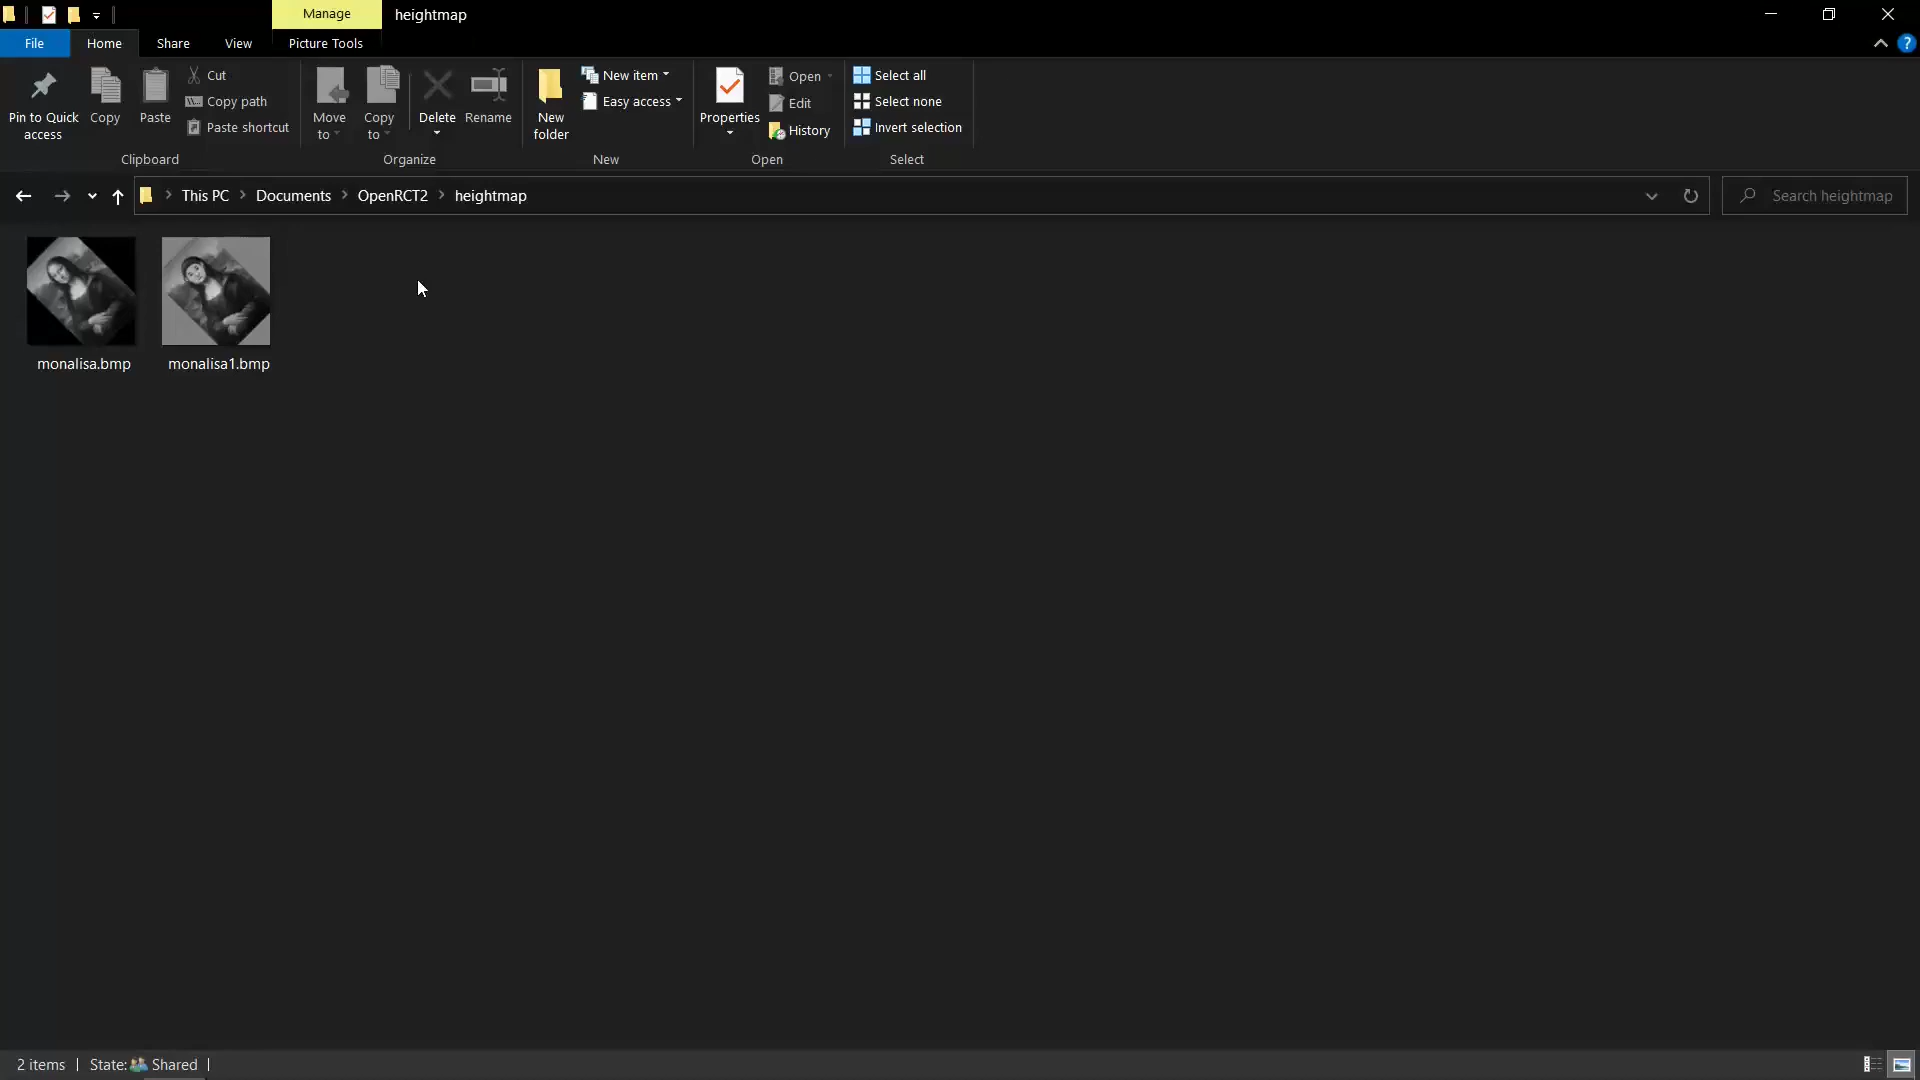 Manage
heightmap
File
Home
Share
View
Picture Tools
Pin to Quick
access
Copy
Paste
Cut
Copy path
Paste shortcut
Clipboard
Move
to
Copy
to
Delete
Rename
Organize
New
folder
New item
Easy access
New
Properties
Open
Edit
History
Open
Select all
Select none
Invert selection
Select
This PC > Documents > OpenRCT2 > heightmap
Search heightmap
monalisa.bmp
monalisa1.bmp
2 items
State: Shared